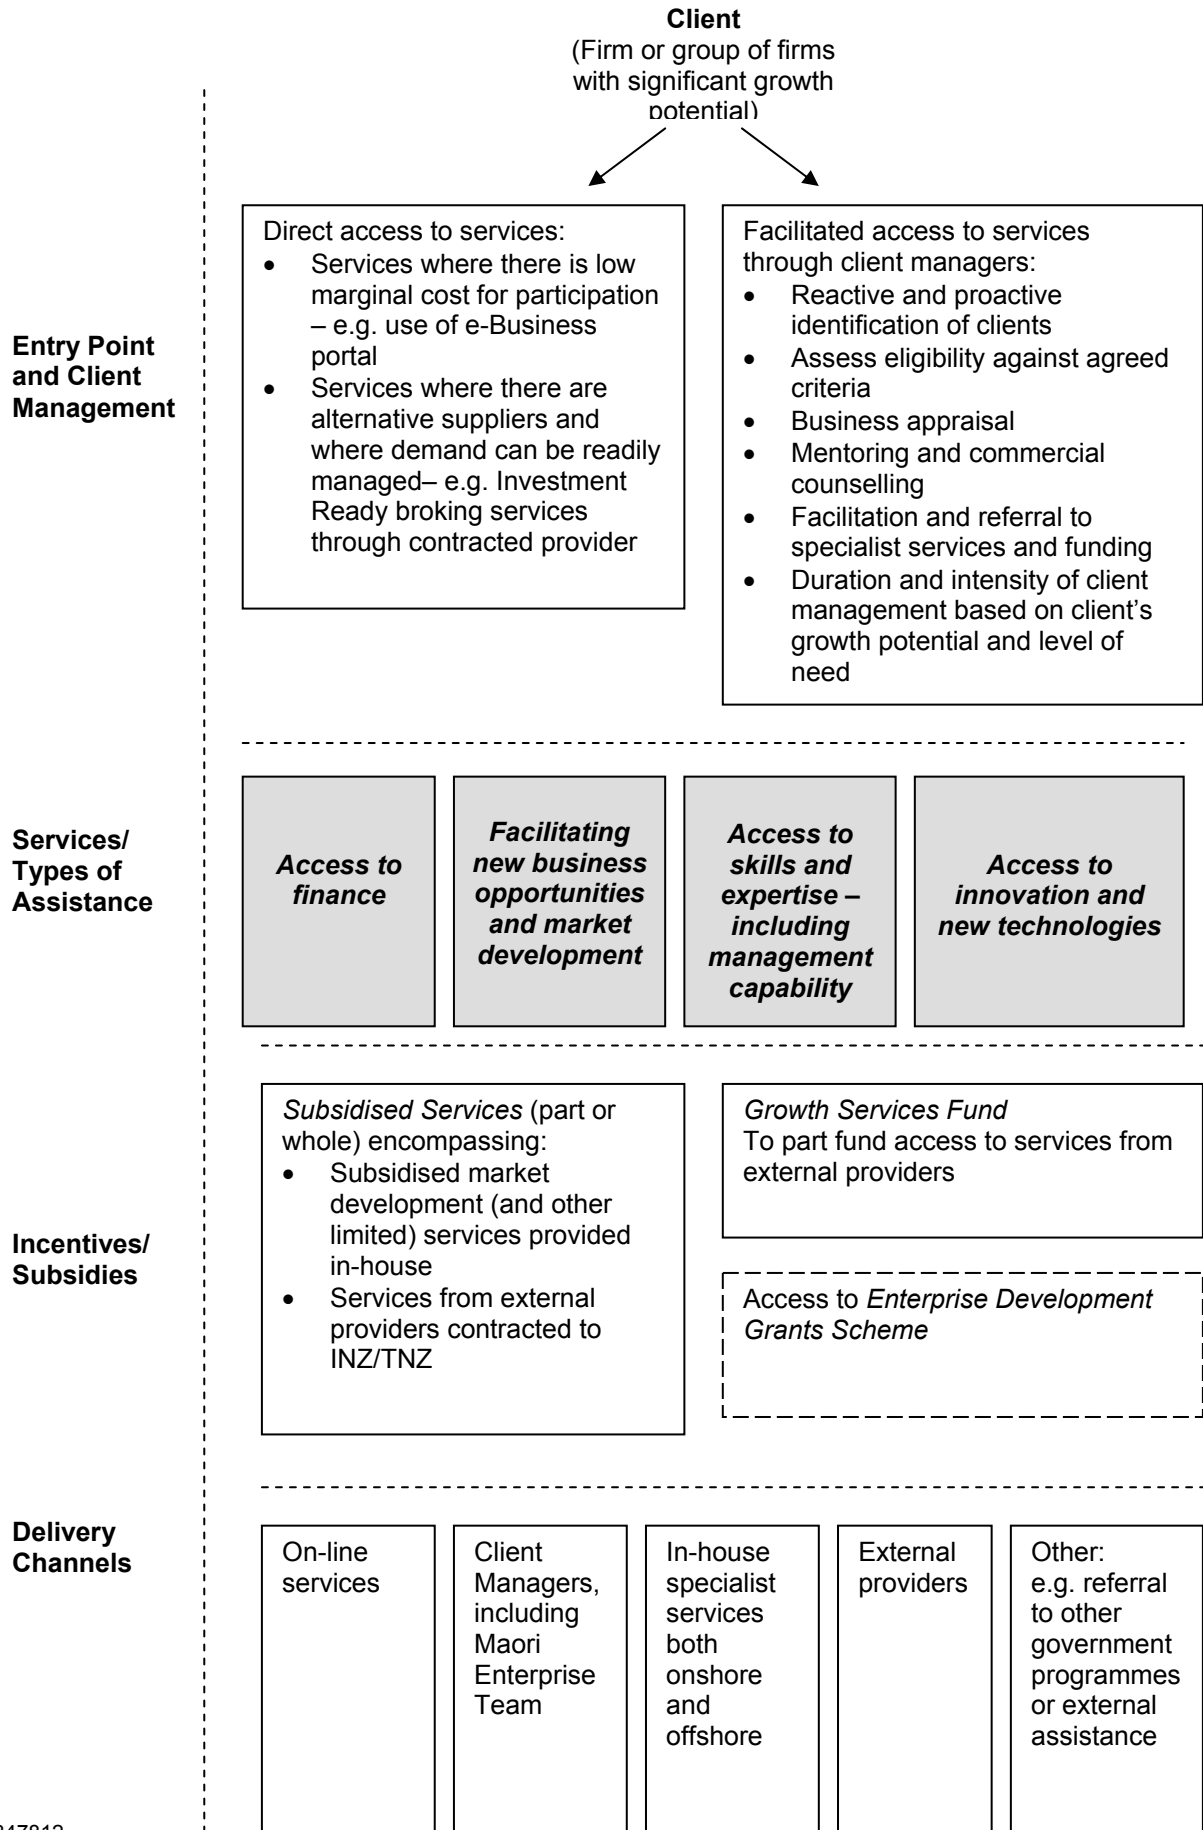 Client
(Firm or group of firms
with significant growth
potential)
Entry Point
and Client
Management
Direct access to services:
• Services where there is low
marginal cost for participation
– e.g. use of e-Business
portal
• Services where there are
alternative suppliers and
where demand can be readily
managed– e.g. Investment
Ready broking services
through contracted provider
Facilitated access to services
through client managers:
• Reactive and proactive
identification of clients
• Assess eligibility against agreed
criteria
• Business appraisal
• Mentoring and commercial
counselling
• Facilitation and referral to
specialist services and funding
• Duration and intensity of client
management based on client’s
growth potential and level of
need
Services/
Types of
Assistance
Access to
finance
Facilitating
new business
opportunities
and market
development
Access to
skills and
expertise –
including
management
capability
Access to
innovation and
new technologies
Incentives/
Subsidies
Subsidised Services (part or
whole) encompassing:
• Subsidised market
development (and other
limited) services provided
in-house
• Services from external
providers contracted to
INZ/TNZ
Growth Services Fund
To part fund access to services from
external providers
Access to Enterprise Development
Grants Scheme
Delivery
Channels
On-line
services
Client
Managers,
including
Maori
Enterprise
Team
In-house
specialist
services
both
onshore
and
offshore
External
providers
Other:
e.g. referral
to other
government
programmes
or external
assistance